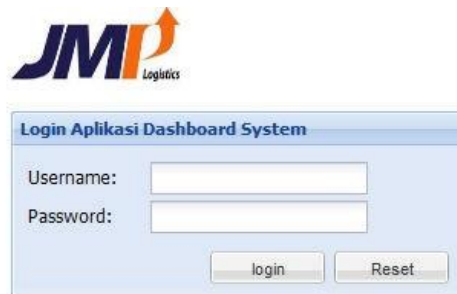 JMP
Logistics
Login Aplikasi Dashboard System
Username:
Password:
login Reset